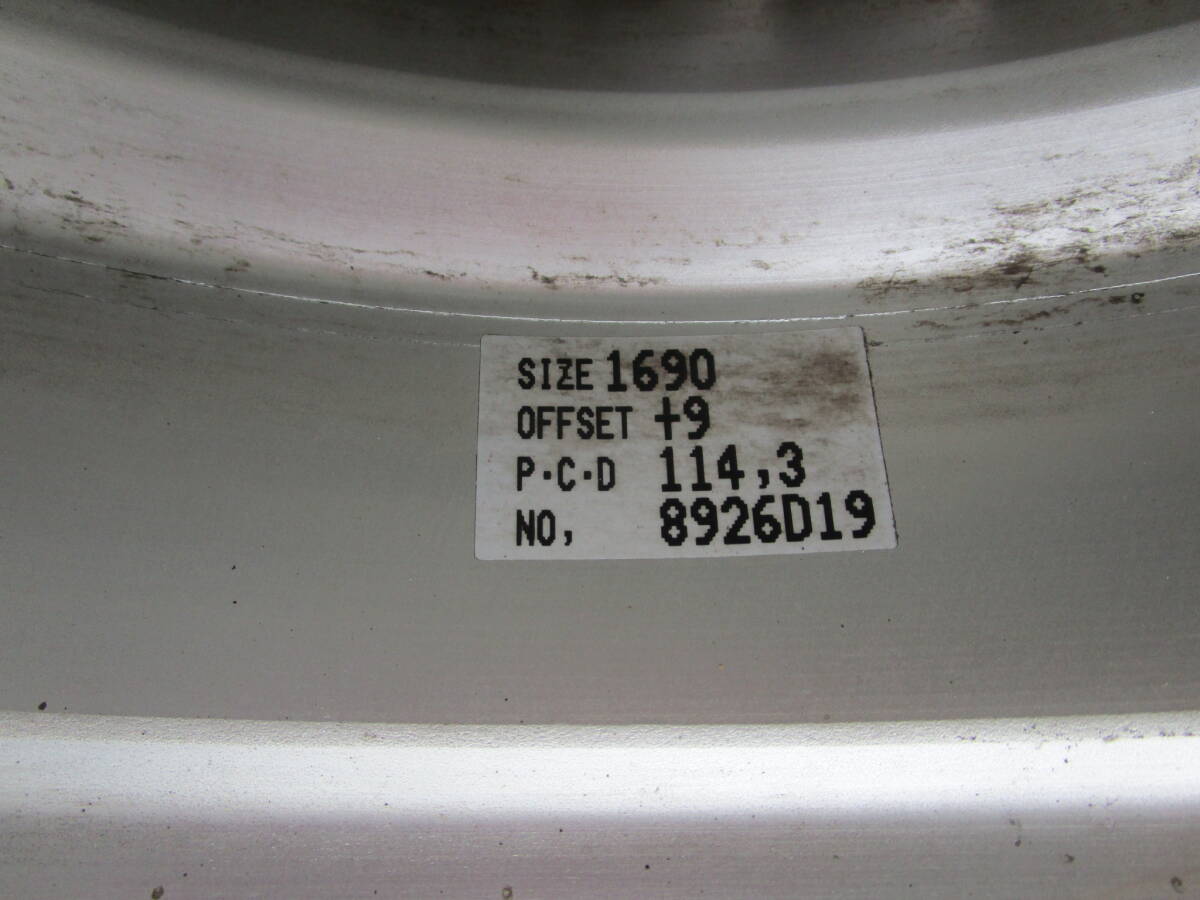 SIZE 1690
OFFSET +9
P·C·D 114,3
NO, 8926D19